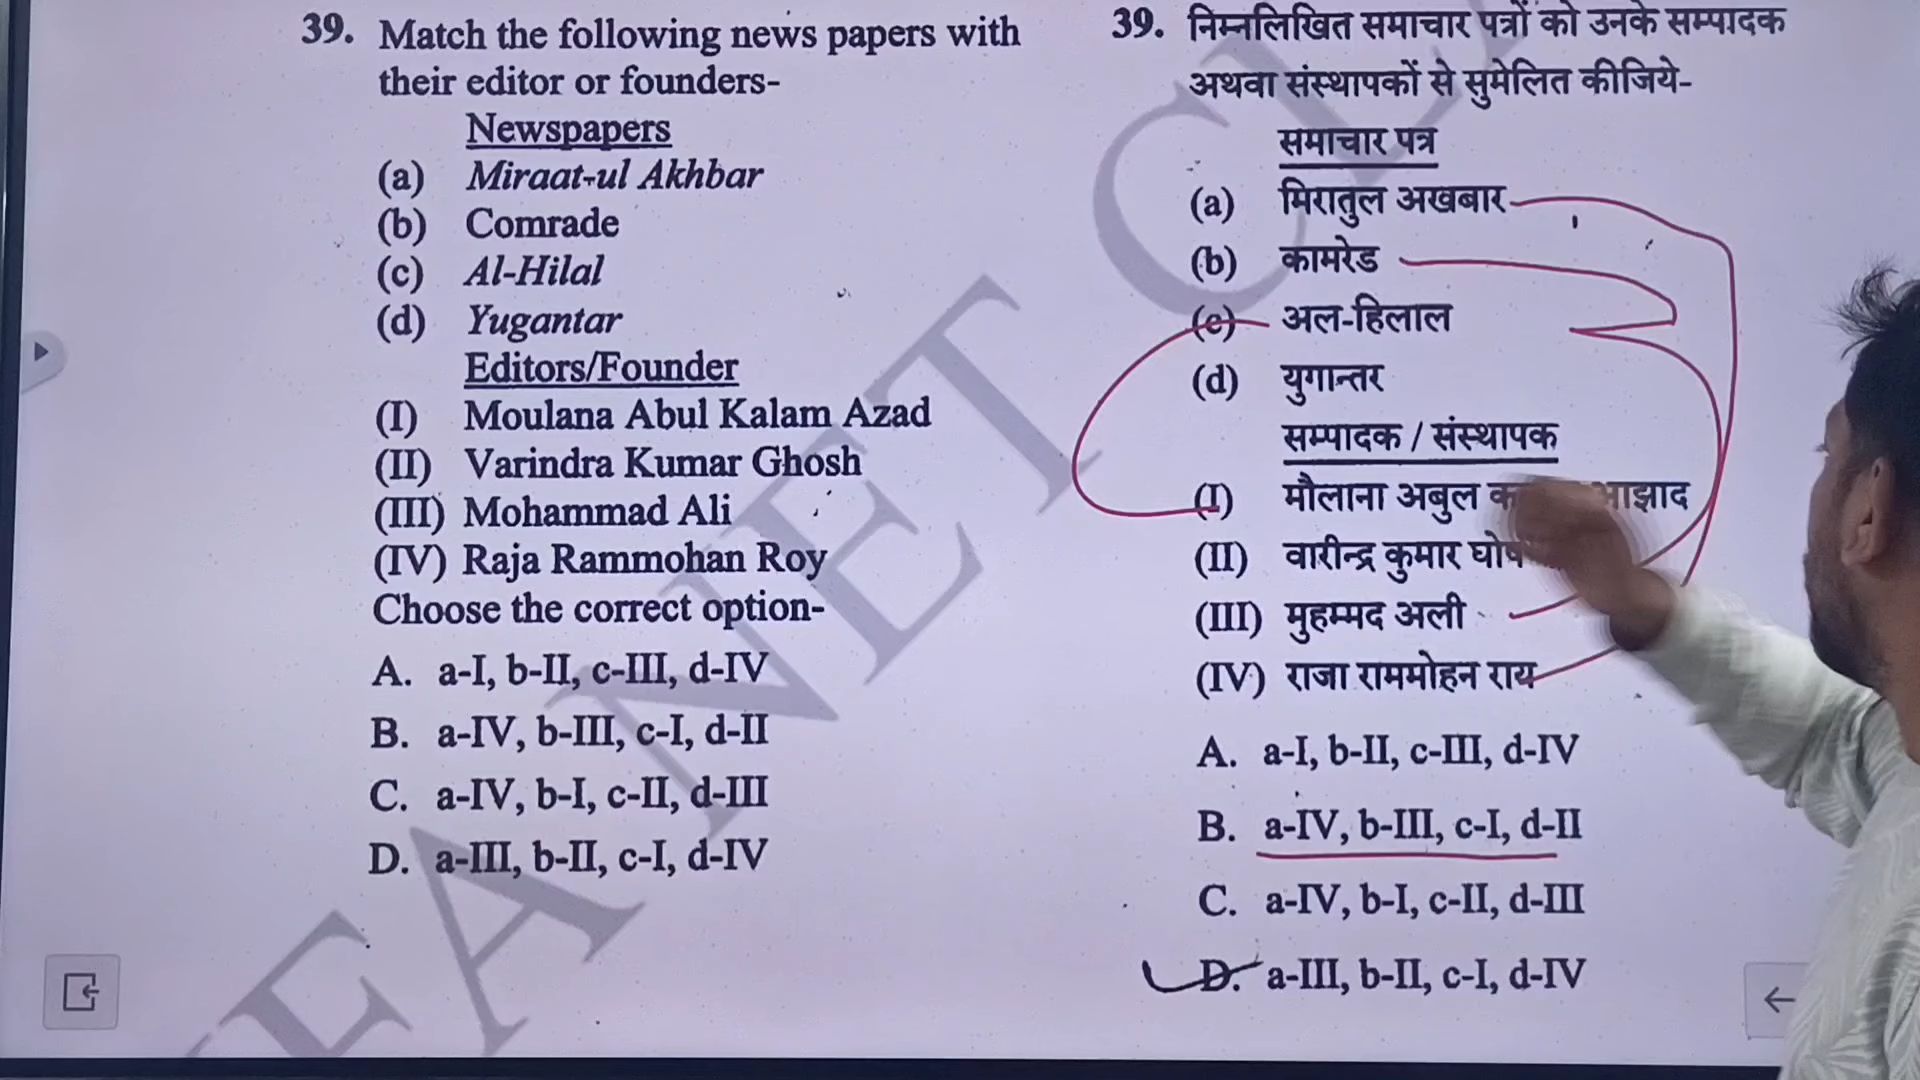 39. Match the following news papers with
their editor or founders-
Newspapers
(a) Miraat-ul Akhbar
(b) Comrade
(c) Al-Hilal
(d) Yugantar
Editors/Founder
(I) Moulana Abul Kalam Azad
(II) Varindra Kumar Ghosh
(III) Mohammad Ali
(IV) Raja Rammohan Roy
Choose the correct option-
A. a-I, b-II, c-III, d-IV
B. a-IV, b-III, c-I, d-II
C. a-IV, b-I, c-II, d-III
D. a-III, b-II, c-I, d-IV
39. निम्नलिखित समाचार पत्रों को उनके सम्पादक
अथवा संस्थापकों से सुमेलित कीजिये-
समाचार पत्र
(a) मिरातुल अखबार
(b) कामरेड
(c) अल-हिलाल
(d) युगान्तर
सम्पादक / संस्थापक
(I) मौलाना अबुल
(II) वारीन्द्र कुमार
(III) मुहम्मद अली
(IV) राजा राममोहन राय
A. a-I, b-II, c-III, d-IV
B. a-IV, b-III, c-I, d-II
C. a-IV, b-I, c-II, d-III
D. a-III, b-II, c-I, d-IV
NET